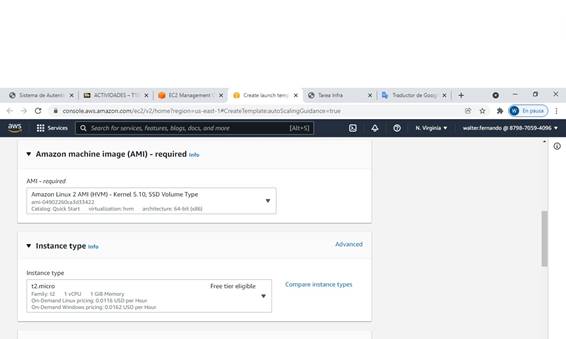 Sistema de Autenti
ACTIVIDADES – T15
EC2 Management C
Create launch temp
Tarea Infra
Traductor de Google
console.aws.amazon.com/ec2/v2/home?region=us-east-1#CreateTemplate:autoScalingGuidance=true
W En pausa
aws
Services
Search for services, features, blogs, docs, and more
[Alt+S]
N. Virginia
walter.fernando @ 8798-7059-4096
Amazon machine image (AMI) - required Info
AMI - required
Amazon Linux 2 AMI (HVM) - Kernel 5.10, SSD Volume Type
ami-04902260ca3d33422
Catalog: Quick Start virtualization: hvm architecture: 64-bit (x86)
Instance type Info
Advanced
Instance type
t2.micro
Free tier eligible
Family: t2 1 vCPU 1 GiB Memory
On-Demand Linux pricing: 0.0116 USD per Hour
On-Demand Windows pricing: 0.0162 USD per Hour
Compare instance types